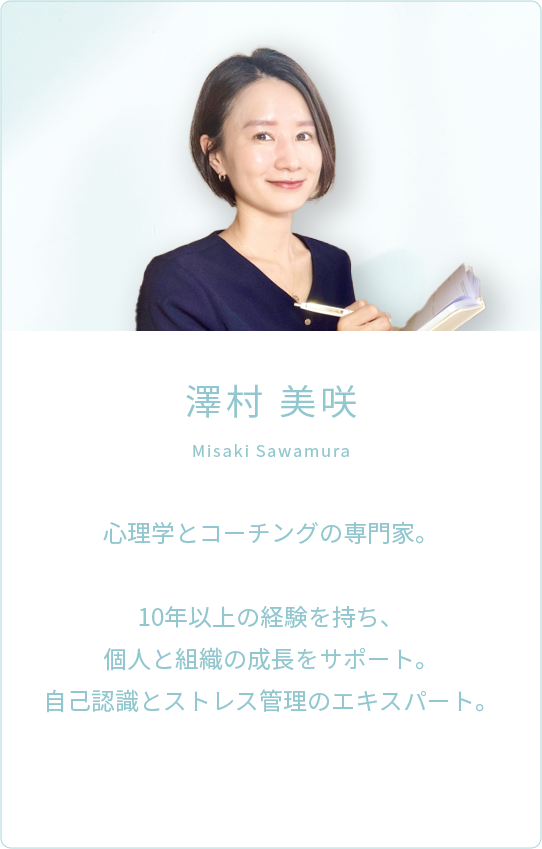 澤村 美咲
Misaki Sawamura
心理学とコーチングの専門家。
10年以上の経験を持ち、
個人と組織の成長をサポート。
自己認識とストレス管理のエキスパート。